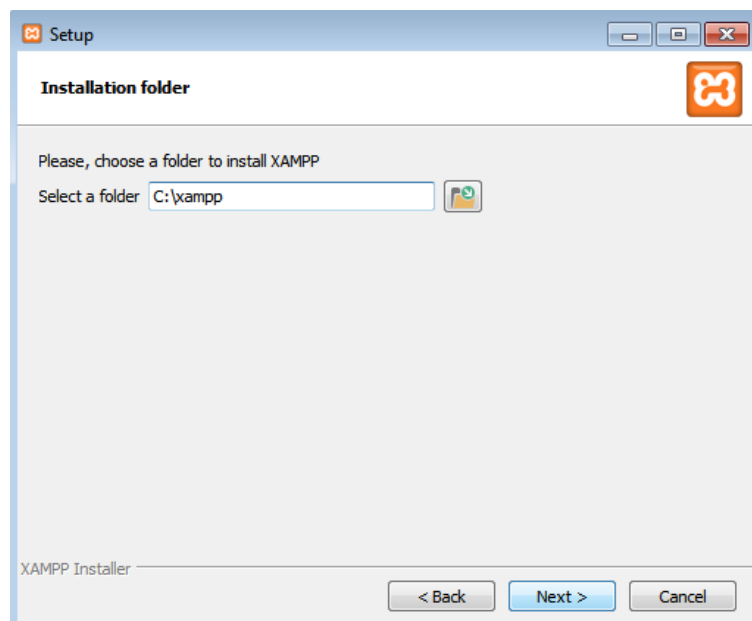 Setup
Installation folder
Please, choose a folder to install XAMPP
Select a folder C:\xampp
XAMPP Installer
< Back Next > Cancel